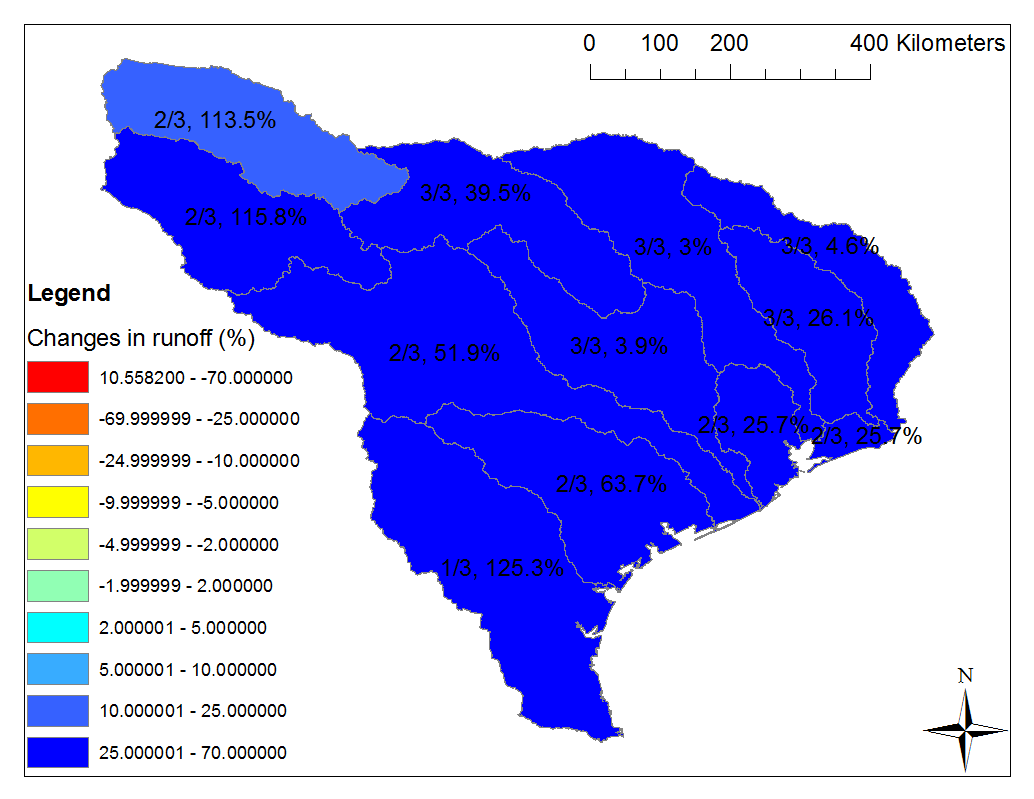 0 100 200 400 Kilometers
2/3, 113.5%
3/3, 39.5%
2/3, 115.8%
3/3, 3%
3/3, 4.6%
3/3, 26.1%
3/3, 3.9%
2/3, 51.9%
2/3, 25.7%
2/3, 25.7%
2/3, 63.7%
1/3, 125.3%
Legend
Changes in runoff (%)
10.558200 - -70.000000
-69.999999 - -25.000000
-24.999999 - -10.000000
-9.999999 - -5.000000
-4.999999 - -2.000000
-1.999999 - 2.000000
2.000001 - 5.000000
5.000001 - 10.000000
10.000001 - 25.000000
25.000001 - 70.000000
N